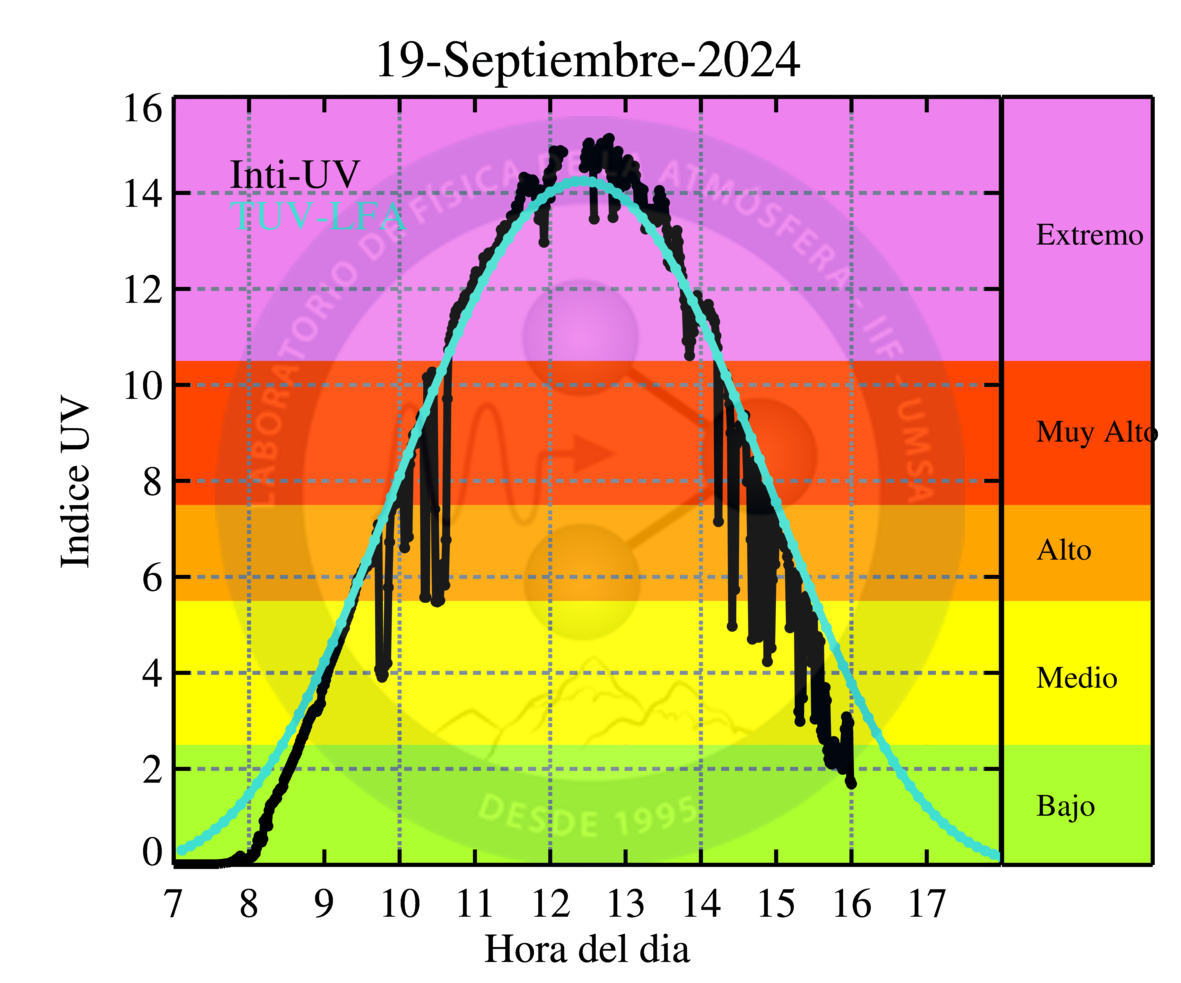 19-Septiembre-2024
16
14
12
10
8
6
4
2
0
Indice UV
Inti-UV
TUV-LFA
LABORATORIO DE FÍSICA DE LA ATMÓSFERA - IIF - UMSA
DESDE 1995
Extremo
Muy Alto
Alto
Medio
Bajo
7 8 9 10 11 12 13 14 15 16 17
Hora del dia